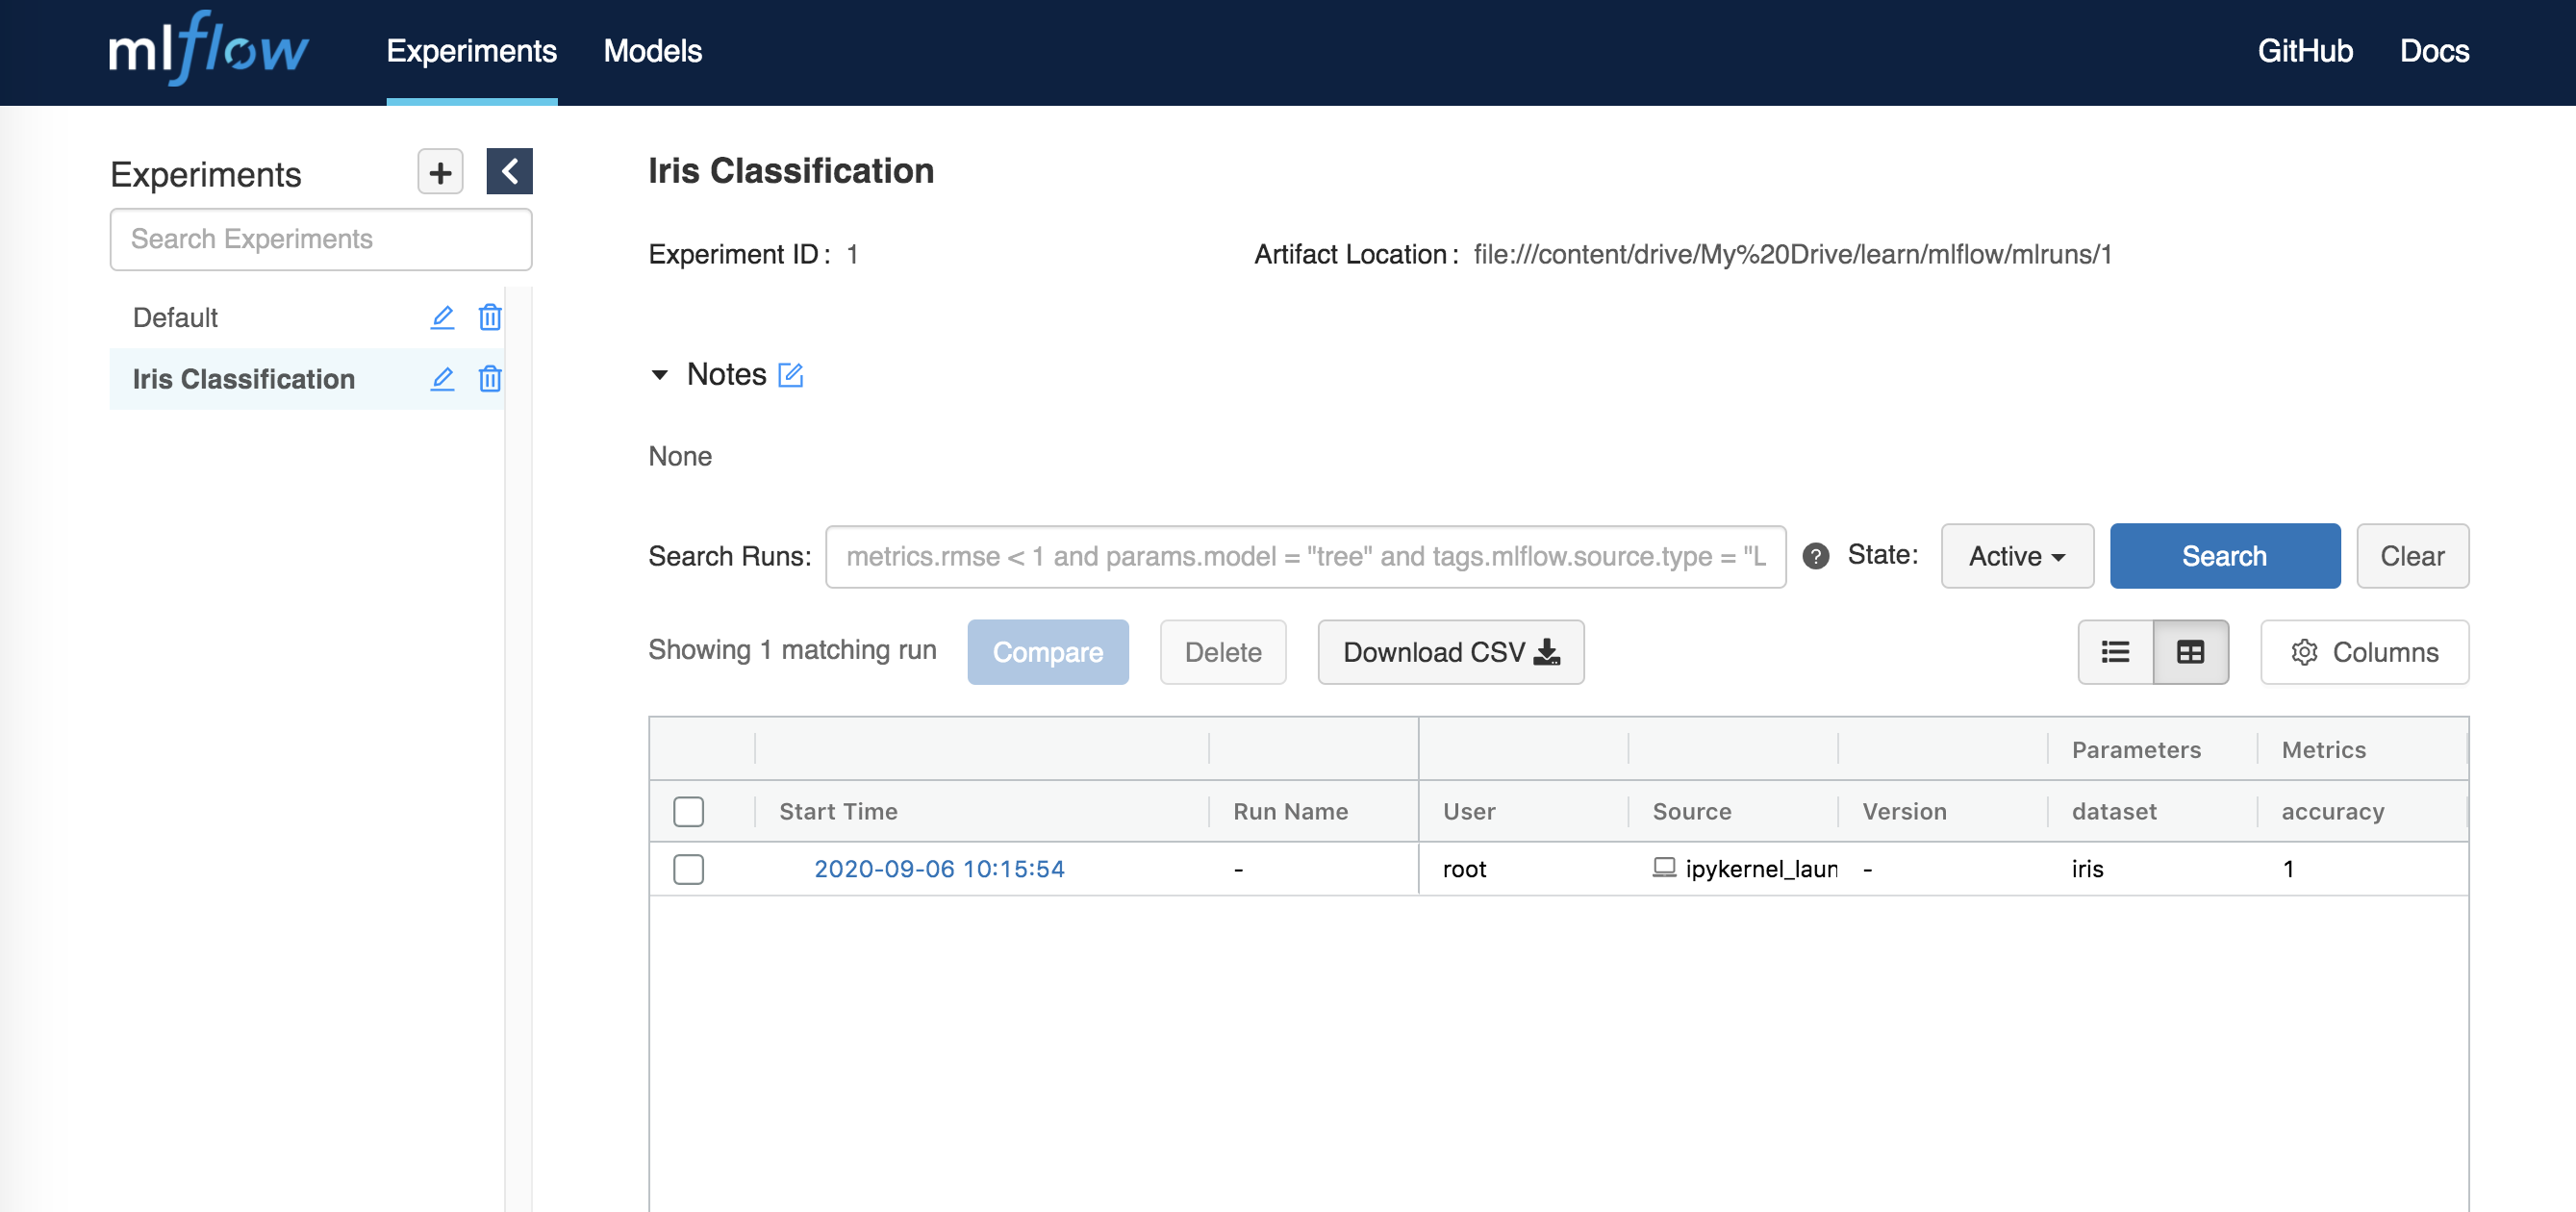 mlflow Experiments Models GitHub Docs
Experiments
Search Experiments
Default
Iris Classification
Iris Classification
Experiment ID: 1 Artifact Location: file:///content/drive/My%20Drive/learn/mlflow/mlruns/1
Notes
None
Search Runs: metrics.rmse < 1 and params.model = "tree" and tags.mlflow.source.type = "L State: Active Search Clear
Showing 1 matching run Compare Delete Download CSV Columns
Parameters Metrics
Start Time Run Name User Source Version dataset accuracy
2020-09-06 10:15:54 - root ipykernel_laun - iris 1